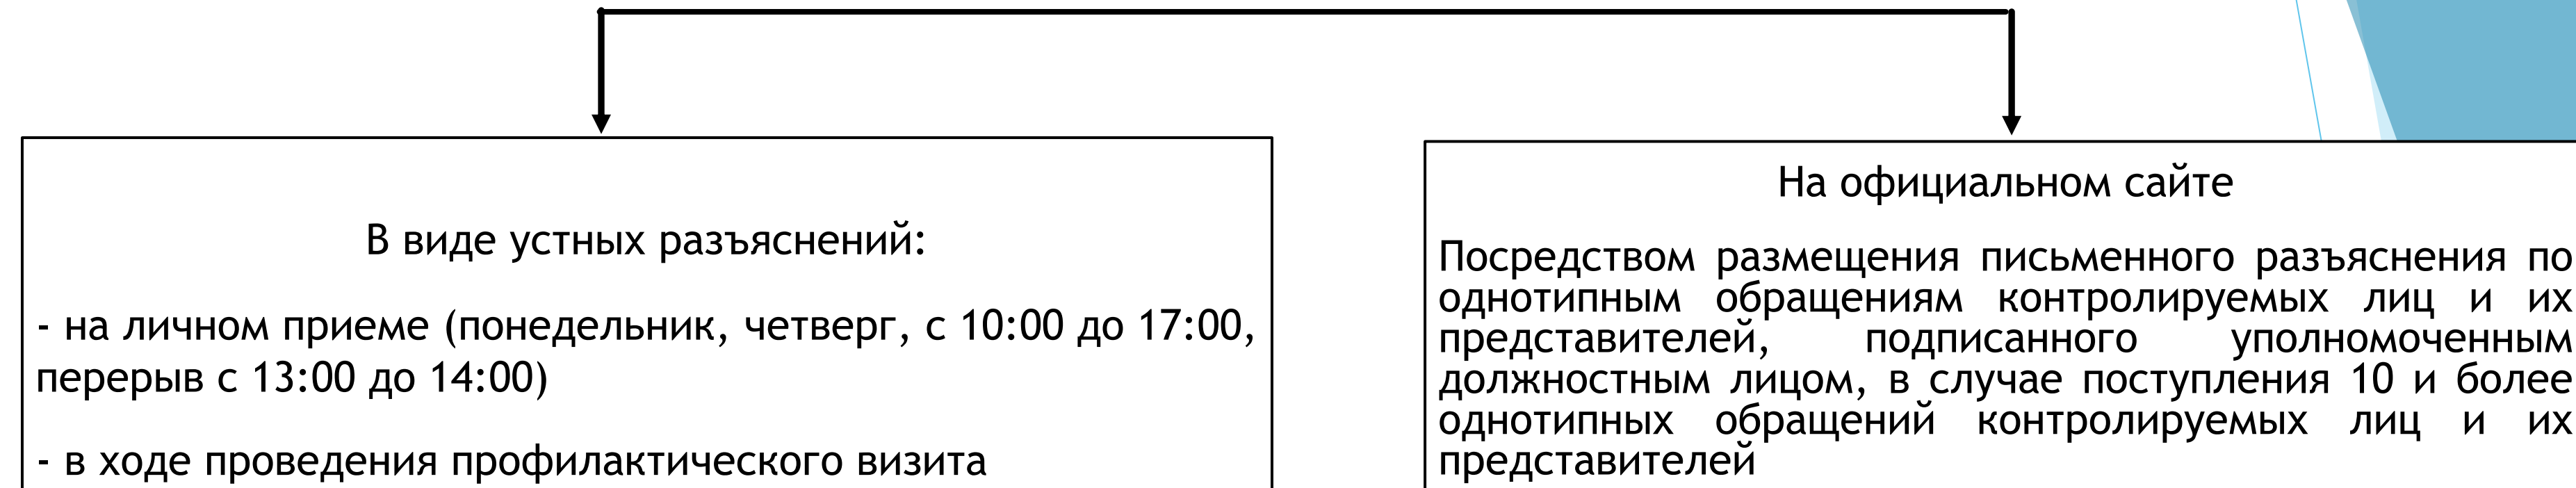 В виде устных разъяснений:
- на личном приеме (понедельник, четверг, с 10:00 до 17:00,
перерыв с 13:00 до 14:00)
- в ходе проведения профилактического визита
На официальном сайте
Посредством размещения письменного разъяснения по
однотипным обращениям контролируемых лиц и их
представителей, подписанного уполномоченным
должностным лицом, в случае поступления 10 и более
однотипных обращений контролируемых лиц и их
представителей